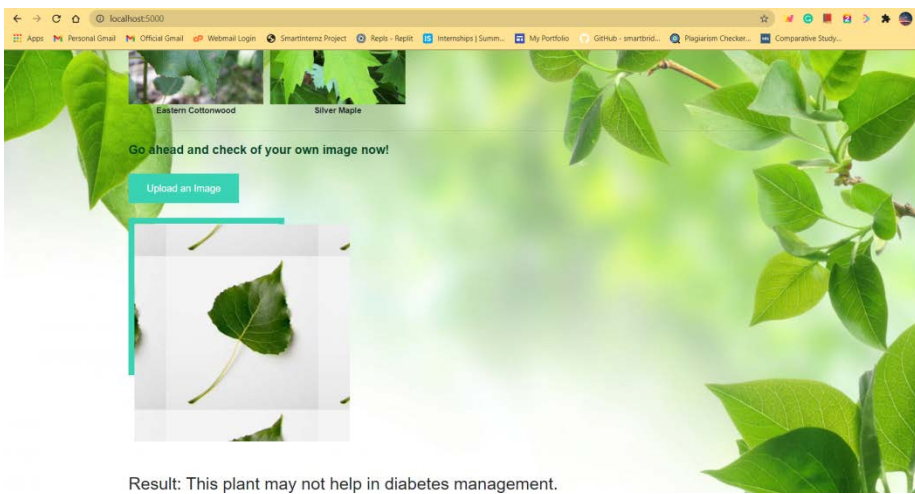 localhost:5000
Apps Personal Gmail Official Gmail Webmail Login SmartInternz Project Repls - Replit Internships | Summ... My Portfolio GitHub - smartbrid... Plagiarism Checker... Comparative Study...
Eastern Cottonwood Silver Maple
Go ahead and check of your own image now!
Upload an Image
Result: This plant may not help in diabetes management.